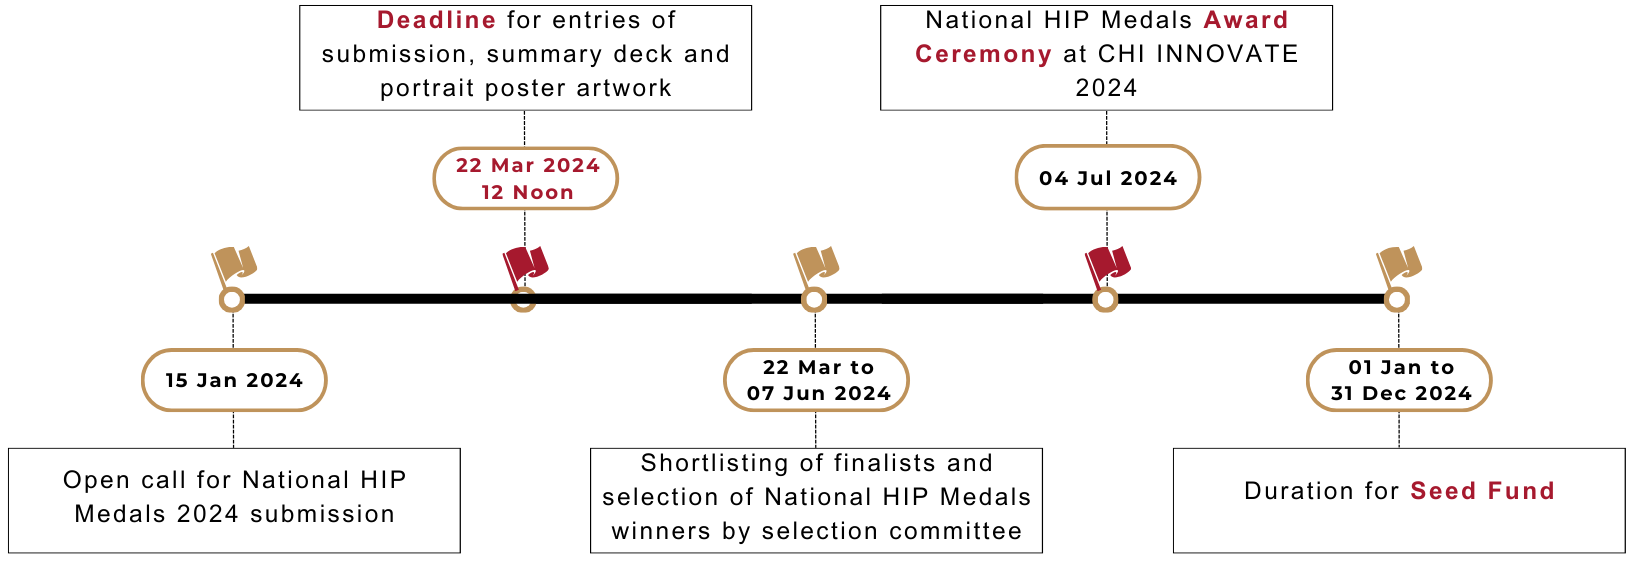 Deadline for entries of
submission, summary deck and
portrait poster artwork
National HIP Medals Award
Ceremony at CHI INNOVATE
2024
22 Mar 2024
12 Noon
04 Jul 2024
15 Jan 2024
22 Mar to
07 Jun 2024
01 Jan to
31 Dec 2024
Open call for National HIP
Medals 2024 submission
Shortlisting of finalists and
selection of National HIP Medals
winners by selection committee
Duration for Seed Fund